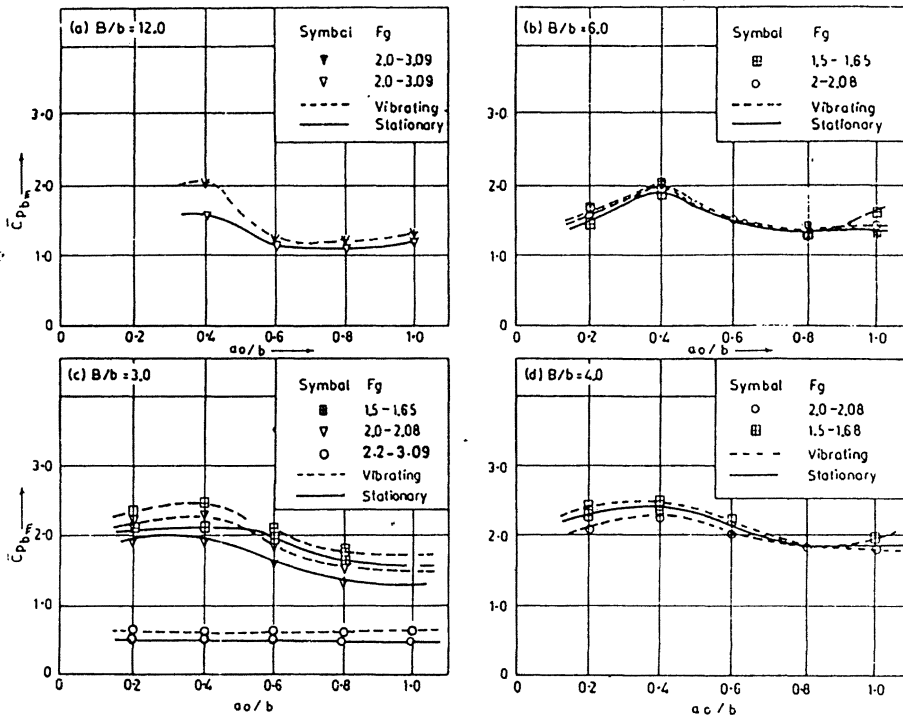 (a) B/b = 12.0
Symbal Fg
2.0-3.09
2.0-3.09
Vibrating
Stationary
3.0
2.0
1.0
0
C̄pbm
0 0.2 0.4 0.6 0.8 1.0
ao/b
(b) B/b = 6.0
Symbol Fg
1.5-1.65
2-2.08
Vibrating
Stationary
3.0
2.0
1.0
0
0 0.2 0.4 0.6 0.8 1.0
ao/b
(c) B/b = 3.0
Symbal Fg
1.5-1.65
2.0-2.08
2.2-3.09
Vibrating
Stationary
3.0
2.0
1.0
0
C̄pbm
0 0.2 0.4 0.6 0.8 1.0
ao/b
(d) B/b = 4.0
Symbol Fg
2.0-2.08
1.5-1.68
Vibrating
Stationary
3.0
2.0
1.0
0
0 0.2 0.4 0.6 0.8 1.0
ac/b